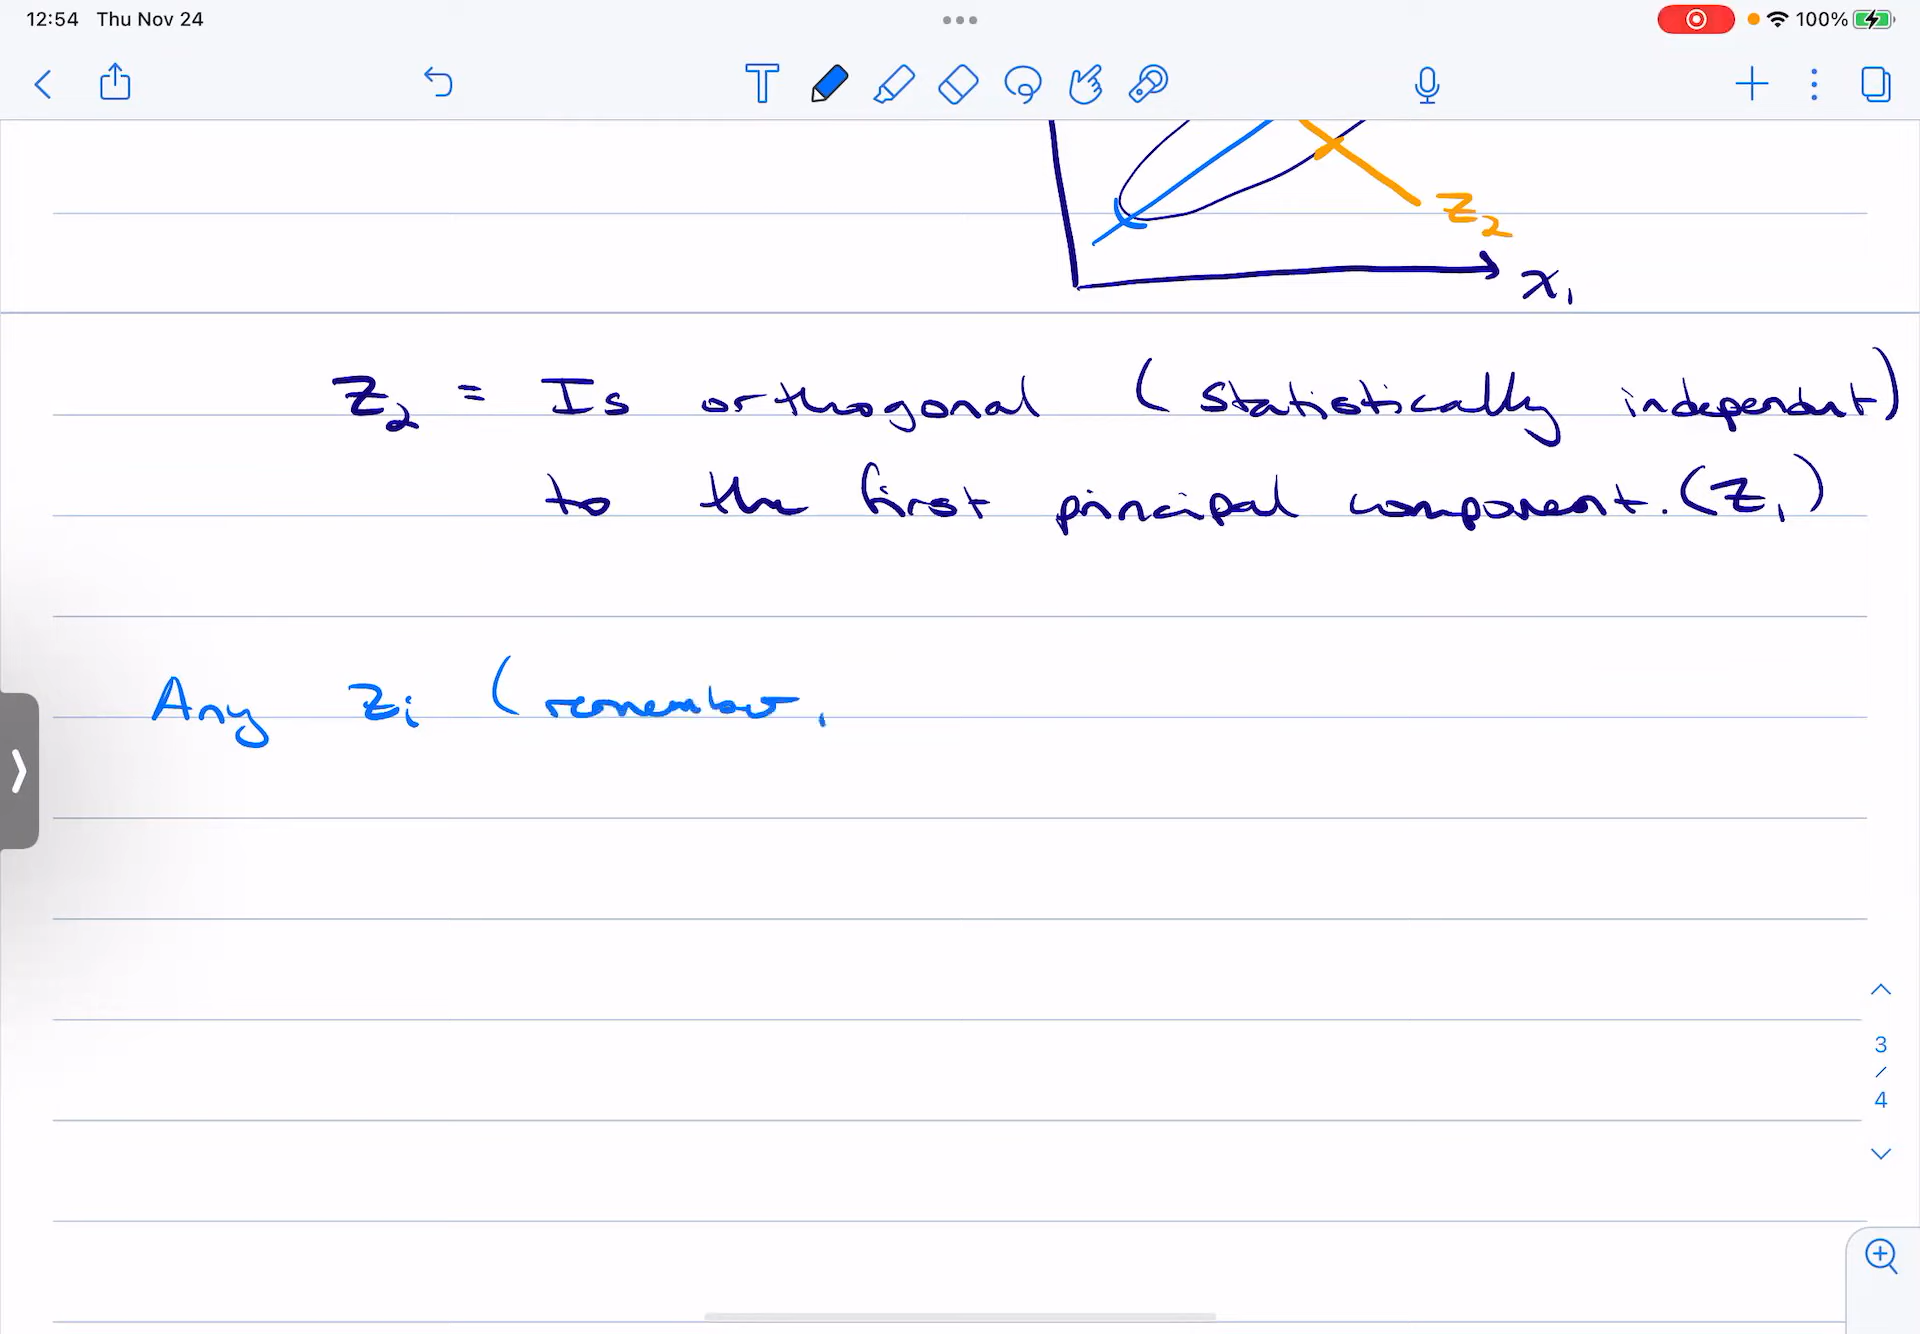 12:54 Thu Nov 24
100%
T
Z₂
x₁
Z₂ = Is orthogonal (statistically independent)
to the first principal component. (Z₁)
Any Zi (remember,
3
/
4